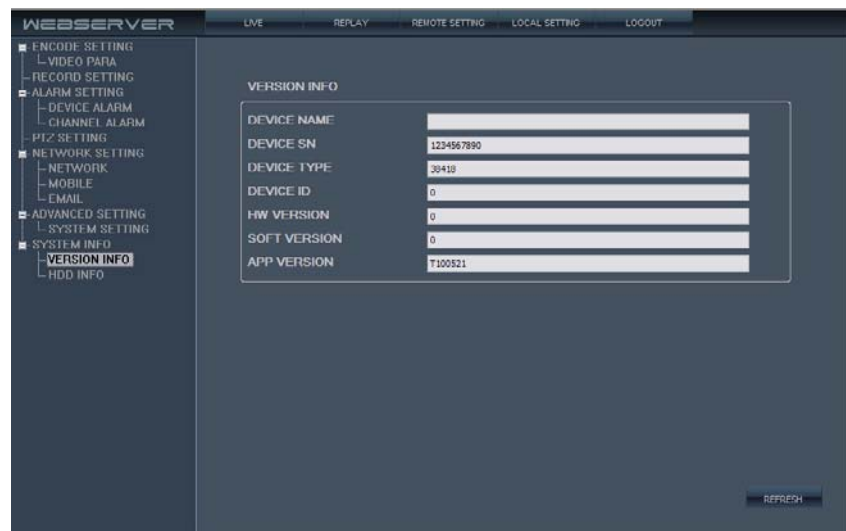 WEBSERVER
LIVE REPLAY REMOTE SETTING LOCAL SETTING LOGOUT
ENCODE SETTING
VIDEO PARA
RECORD SETTING
ALARM SETTING
DEVICE ALARM
CHANNEL ALARM
PTZ SETTING
NETWORK SETTING
NETWORK
MOBILE
EMAIL
ADVANCED SETTING
SYSTEM SETTING
SYSTEM INFO
VERSION INFO
HDD INFO
VERSION INFO
DEVICE NAME
DEVICE SN 1234567890
DEVICE TYPE 38418
DEVICE ID 0
HW VERSION 0
SOFT VERSION 0
APP VERSION T100521
REFRESH